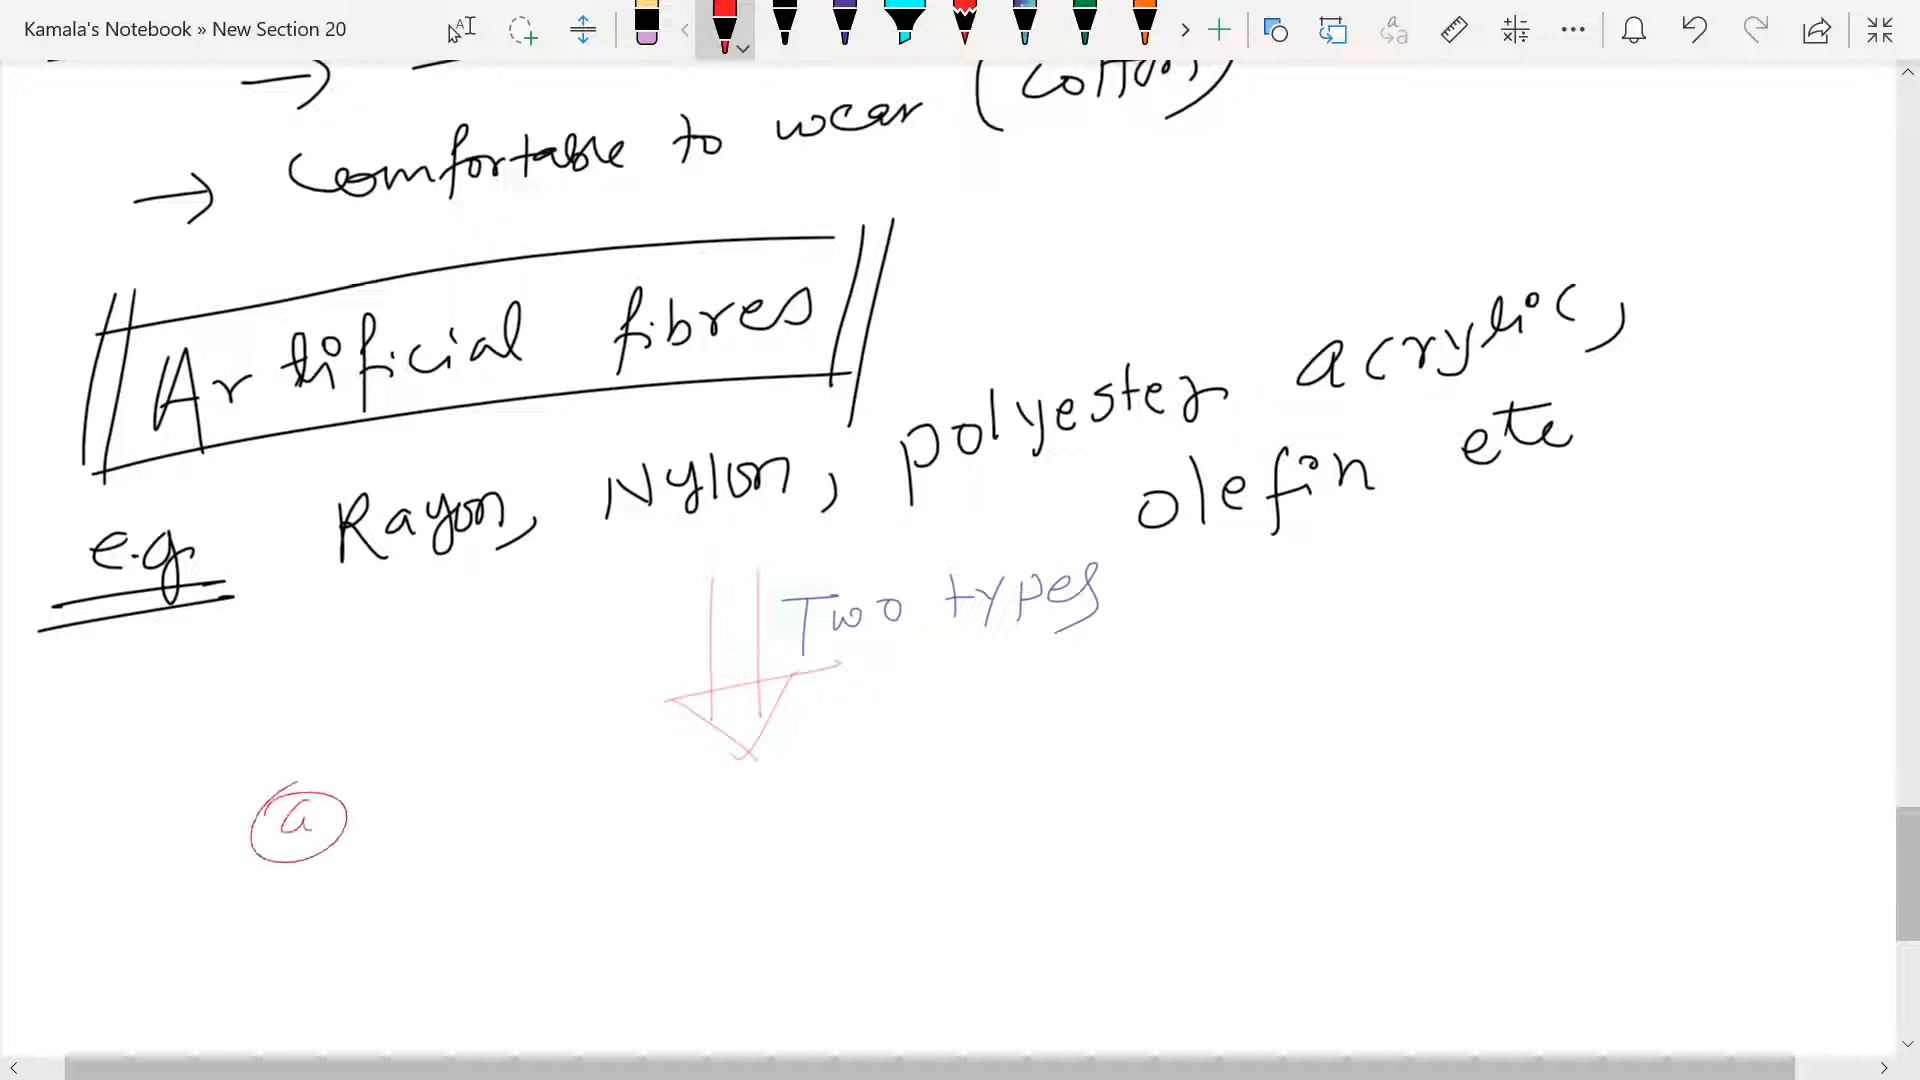 Kamala's Notebook » New Section 20
→
→ Comfortable to wear (cotton)
Artificial fibres
e.g. Rayon, Nylon, polyester acrylic,
olefin etc
Two types
a